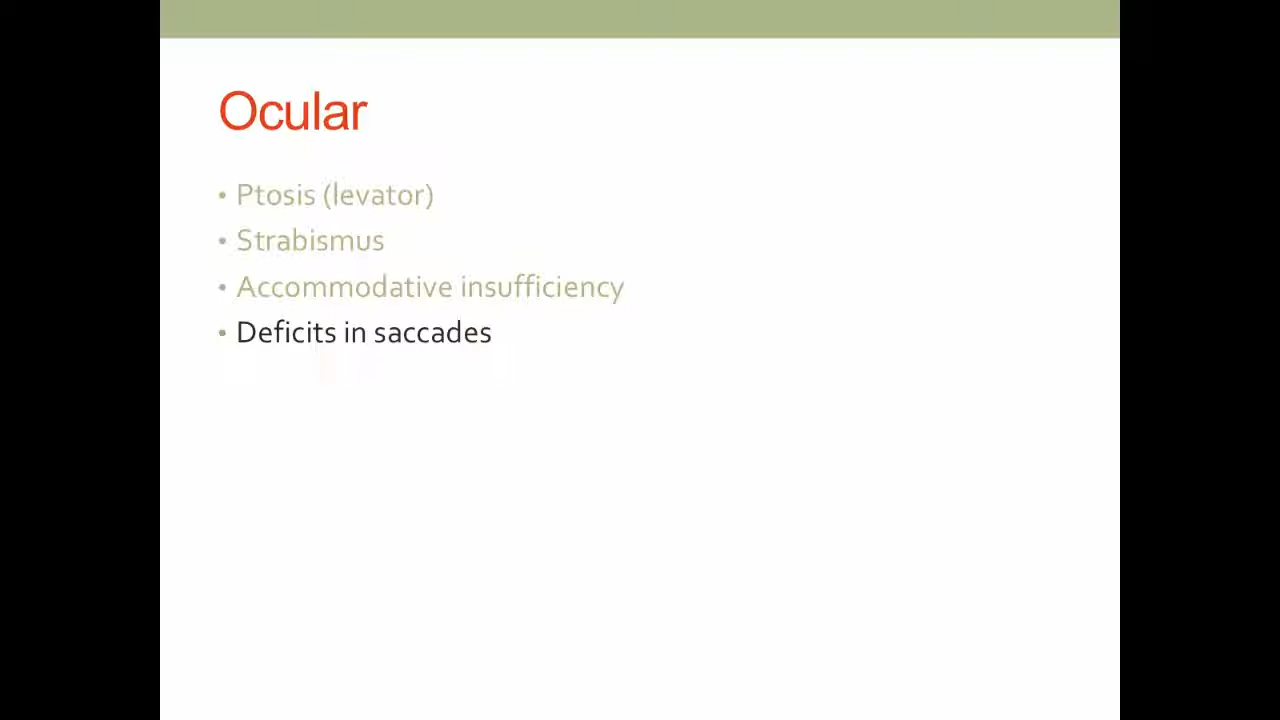 Ocular
• Ptosis (levator)
• Strabismus
• Accommodative insufficiency
• Deficits in saccades